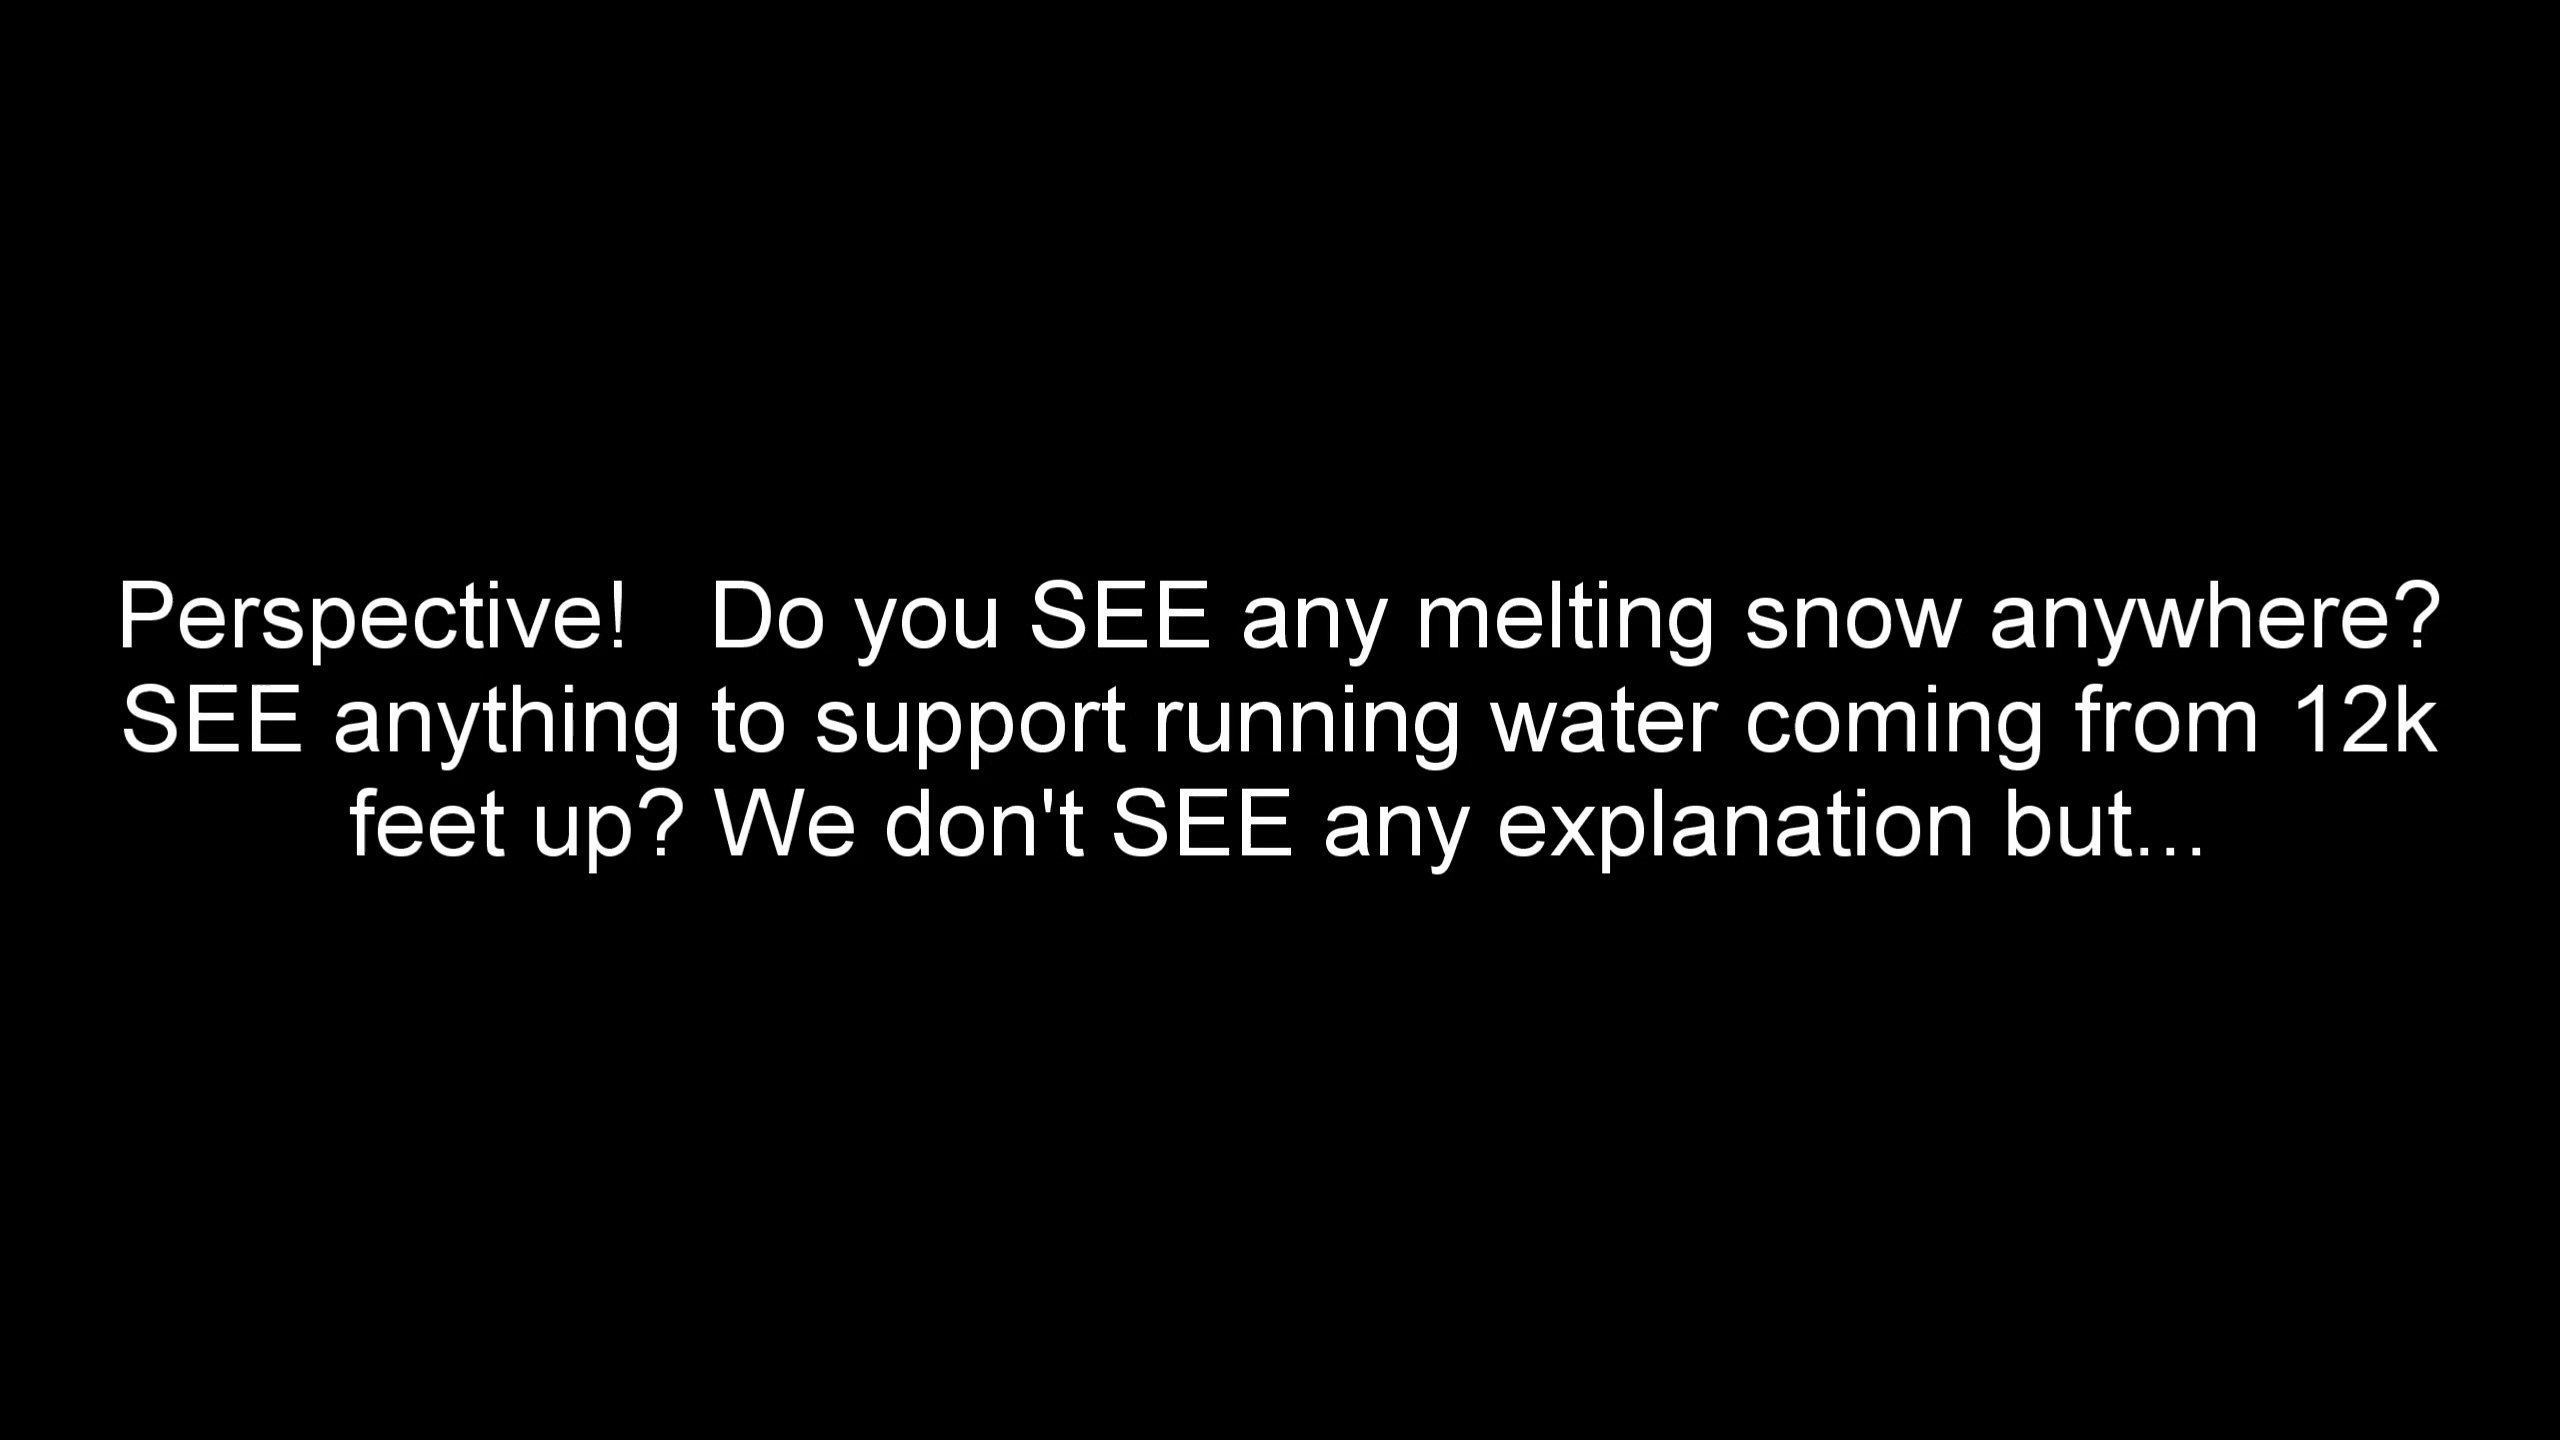 Perspective!   Do you SEE any melting snow anywhere?
SEE anything to support running water coming from 12k
feet up? We don't SEE any explanation but...